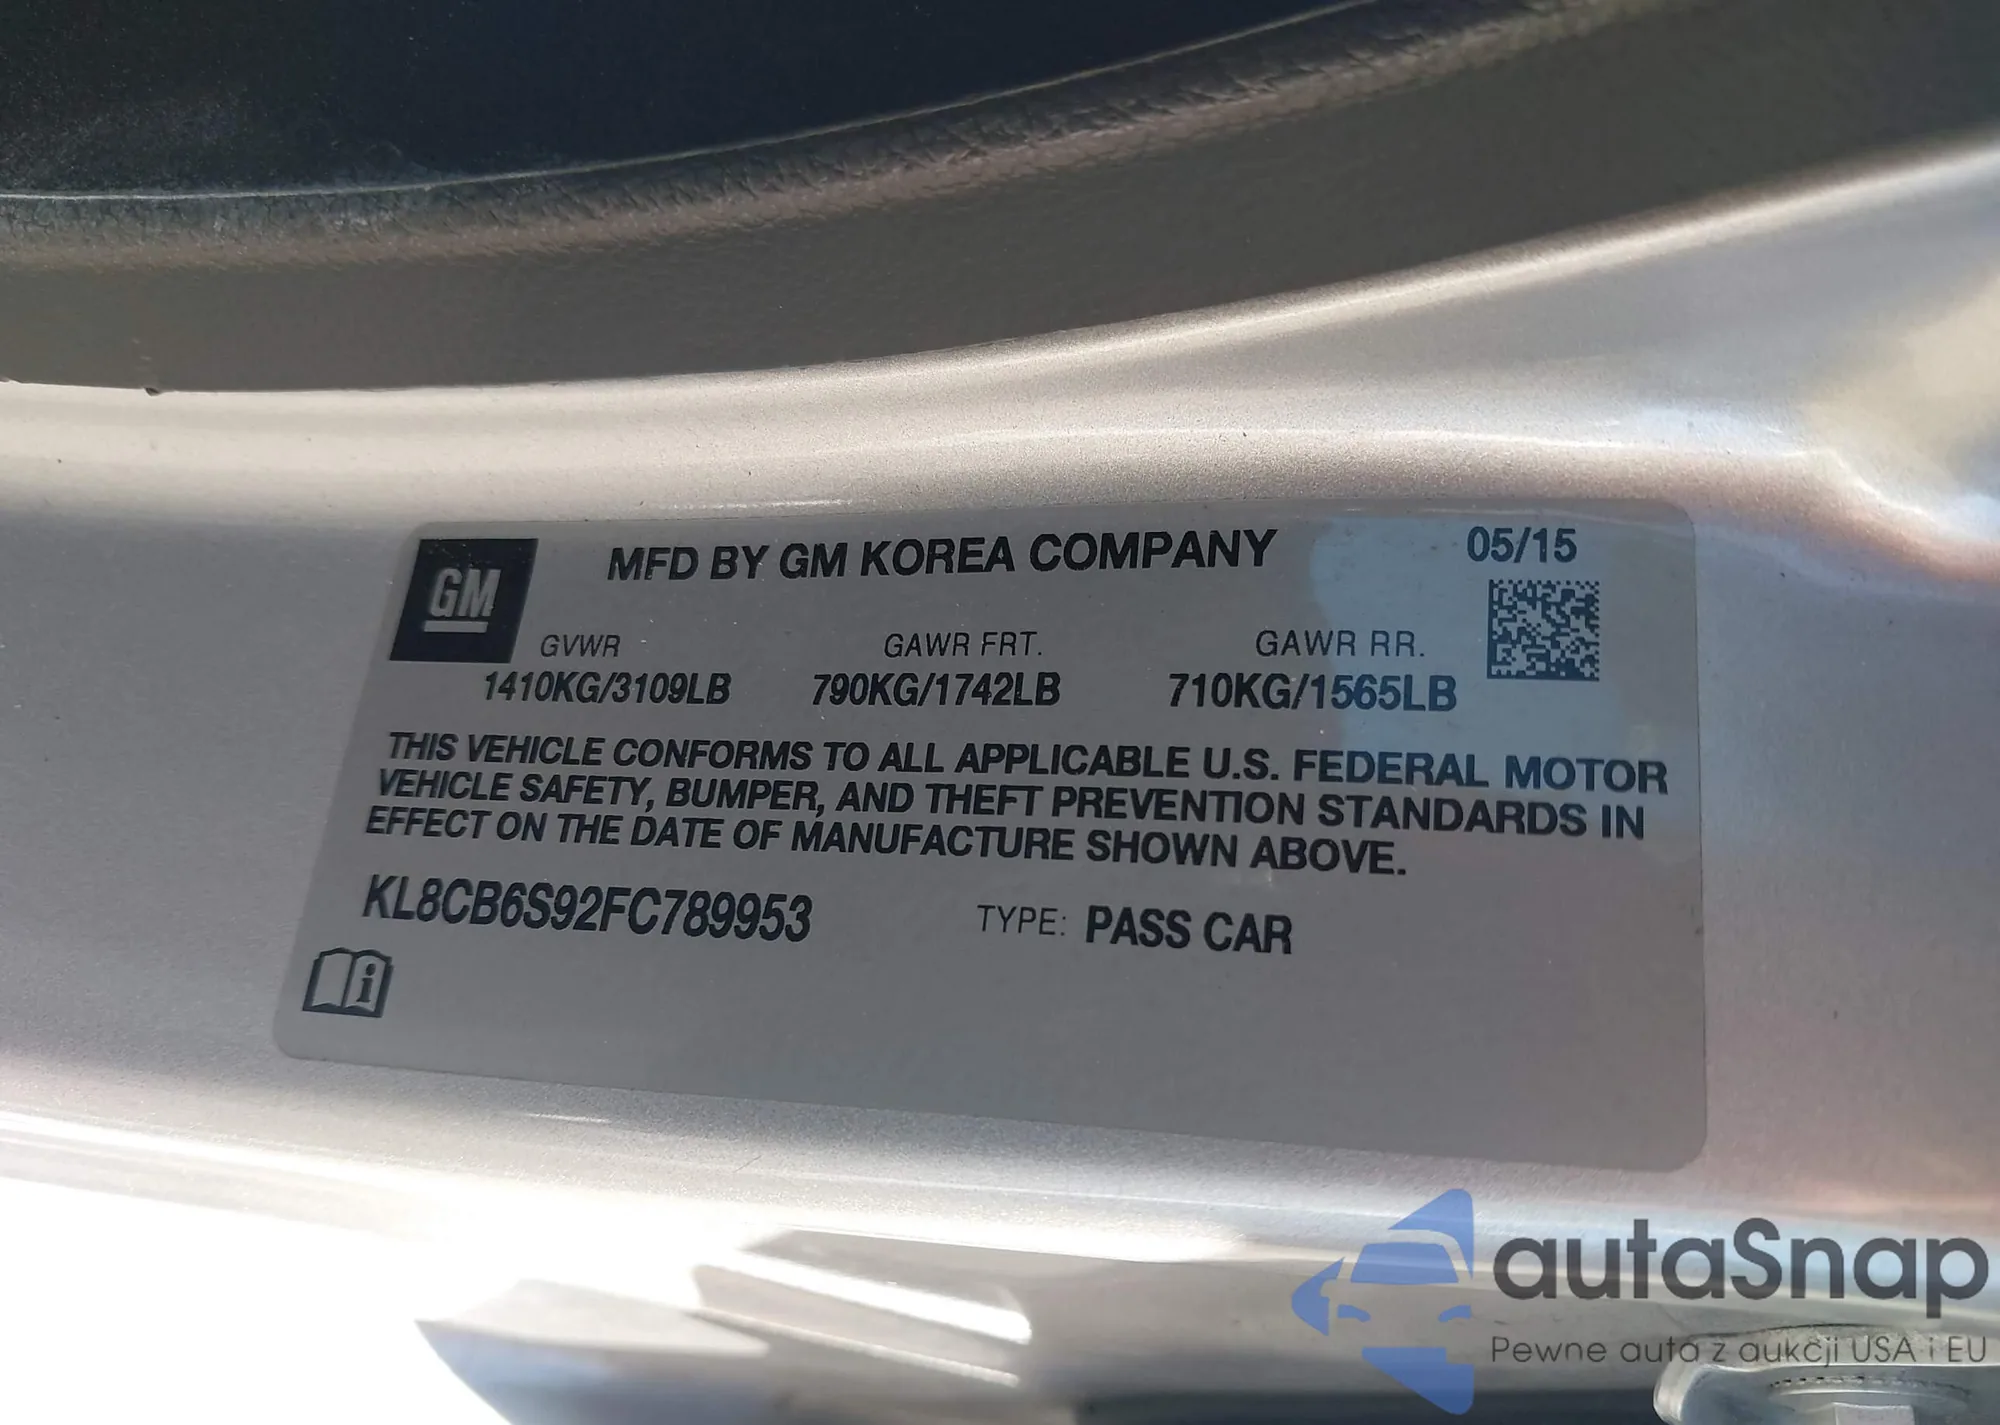 GM
MFD BY GM KOREA COMPANY
05/15
GVWR GAWR FRT. GAWR RR.
1410KG/3109LB 790KG/1742LB 710KG/1565LB
THIS VEHICLE CONFORMS TO ALL APPLICABLE U.S. FEDERAL MOTOR
VEHICLE SAFETY, BUMPER, AND THEFT PREVENTION STANDARDS IN
EFFECT ON THE DATE OF MANUFACTURE SHOWN ABOVE.
KL8CB6S92FC789953 TYPE: PASS CAR
i
autaSnap
Pewne auta z aukcji USA i EU